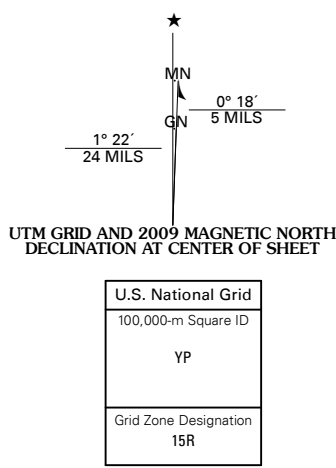 ★
MN
GN
0° 18´
5 MILS
1° 22´
24 MILS
UTM GRID AND 2009 MAGNETIC NORTH
DECLINATION AT CENTER OF SHEET
U.S. National Grid
100,000-m Square ID
YP
Grid Zone Designation
15R